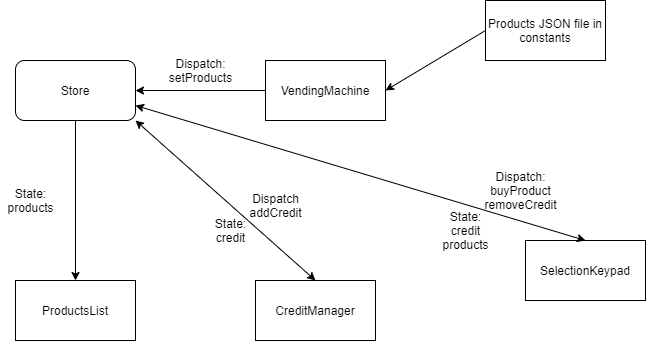 Products JSON file in
constants
Dispatch:
setProducts
Store
VendingMachine
State:
products
Dispatch
addCredit
State:
credit
Dispatch:
buyProduct
removeCredit
State:
credit
products
SelectionKeypad
ProductsList
CreditManager